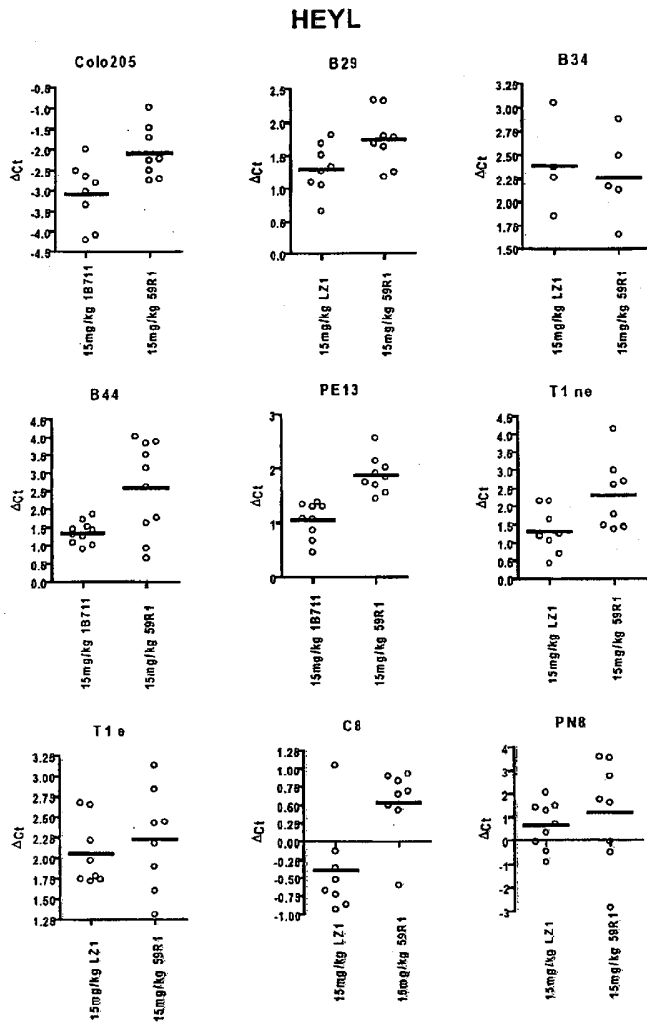 HEYL
Colo205
ΔCt
-0.5
-1.0
-1.5
-2.0
-2.5
-3.0
-3.5
-4.0
-4.5
15mg/kg 1B711
15mg/kg 59R1
B29
ΔCt
2.5
2.0
1.5
1.0
0.5
0.0
15mg/kg LZ1
15mg/kg 59R1
B34
ΔCt
3.25
3.00
2.75
2.50
2.25
2.00
1.75
1.50
15mg/kg LZ1
15mg/kg 59R1
B44
ΔCt
4.5
4.0
3.5
3.0
2.5
2.0
1.5
1.0
0.5
0.0
15mg/kg 1B711
15mg/kg 59R1
PE13
ΔCt
3
2
1
0
15mg/kg 1B711
15mg/kg 59R1
T1 ne
ΔCt
4.5
4.0
3.5
3.0
2.5
2.0
1.5
1.0
0.5
0.0
15mg/kg LZ1
15mg/kg 59R1
T1 e
ΔCt
3.25
3.00
2.75
2.50
2.25
2.00
1.75
1.50
1.25
15mg/kg LZ1
15mg/kg 59R1
C8
ΔCt
1.25
1.00
0.75
0.50
0.25
0.00
-0.25
-0.50
-0.75
-1.00
15mg/kg LZ1
15mg/kg 59R1
PN8
ΔCt
4
3
2
1
0
-1
-2
-3
15mg/kg LZ1
15mg/kg 59R1